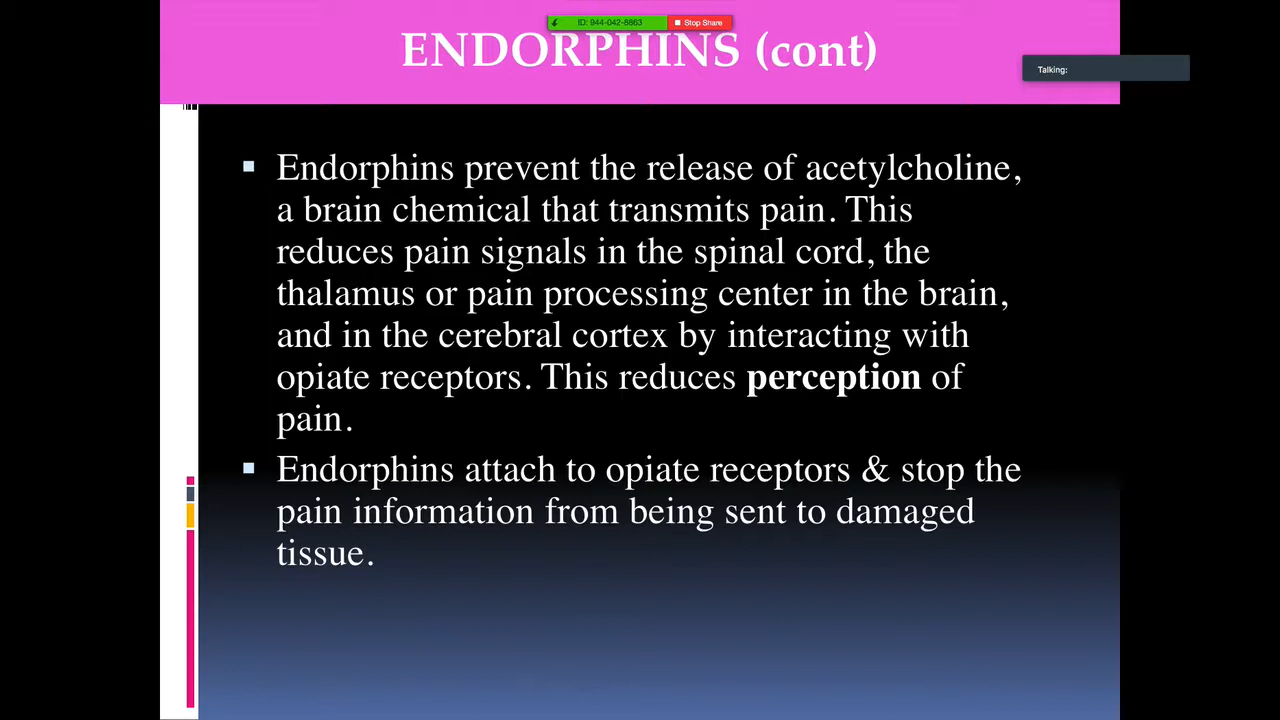 ID: 944-042-8863
Stop Share
ENDORPHINS (cont)
Talking:
Endorphins prevent the release of acetylcholine,
a brain chemical that transmits pain. This
reduces pain signals in the spinal cord, the
thalamus or pain processing center in the brain,
and in the cerebral cortex by interacting with
opiate receptors. This reduces perception of
pain.
Endorphins attach to opiate receptors & stop the
pain information from being sent to damaged
tissue.